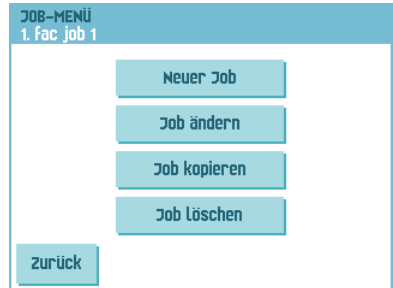 JOB-MENÜ
1. Fac job 1
Neuer Job
Job ändern
Job kopieren
Job löschen
Zurück